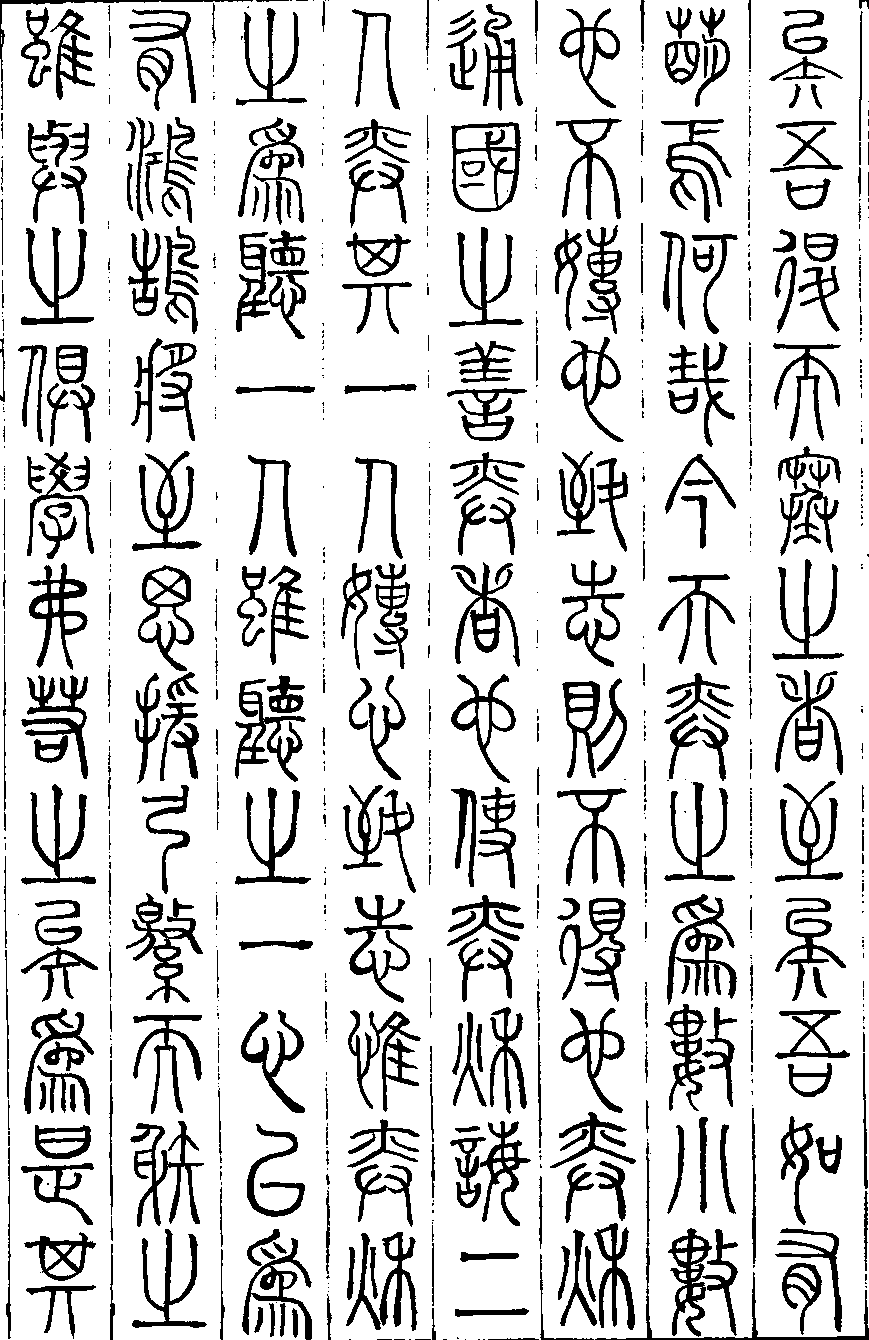 矣吾退而寒之者至矣吾如有
萌焉何哉今夫弈之為數小數
也不嫥心致志則不得也弈秋
通國之善弈者也使弈秋誨二
人弈其一人嫥心致志惟弈秋
之為聽一人雖聽之一心以為
有鴻鵠將至思援弓繳而射之
雖與之俱學弗若之矣為是其